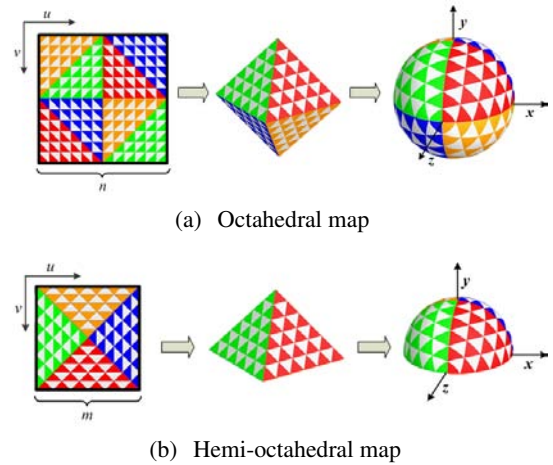 u
v
y
x
z
n
(a) Octahedral map
u
v
y
x
z
m
(b) Hemi-octahedral map